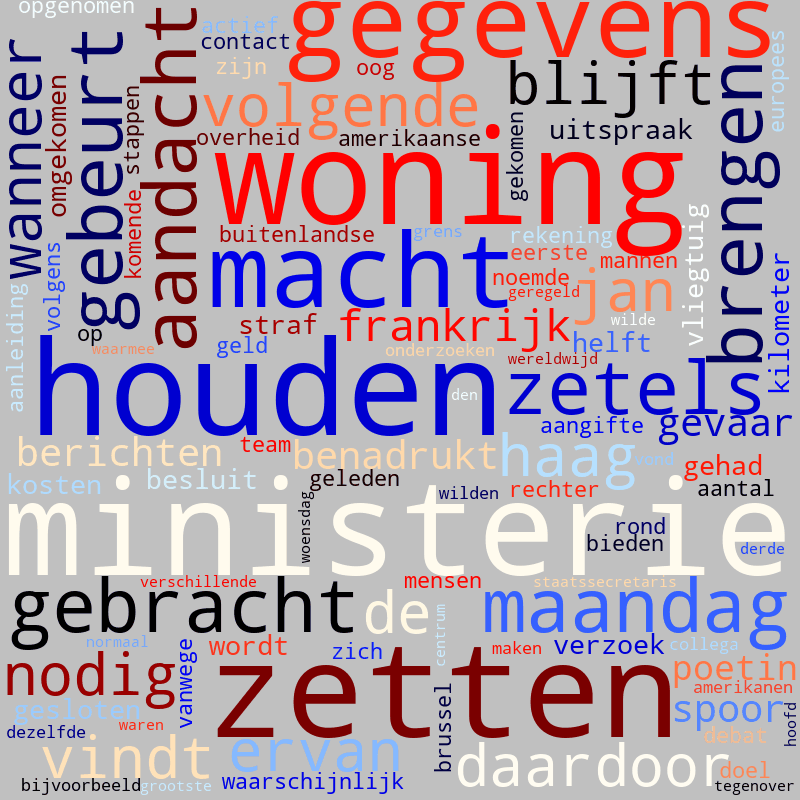 opgenomen
actief
gegevens
contact
zijn
oog
blijft
europees
wanneer
gebeurt
aandacht
volgende
omgekomen
stappen
overheid
amerikaanse
gekomen
uitspraak
brengen
woning
komende
buitenlandse
grens
rekening
vliegtuig
volgens
macht
eerste
mannen
noemde
geregeld
jan
kilometer
aanleiding
op
straf
frankrijk
wilde
waarmee
geld
onderzoeken
helft
wereldwijd
houden
den
zetels
aangifte
gevaar
berichten
team
benadrukt
haag
vond
gehad
kosten
besluit
geleden
wilden
rechter
aantal
ministerie
woensdag
rond
bieden
derde
verschillende
mensen
staatssecretaris
gebracht
de
centrum
maandag
normaal
vanwege
wordt
zich
maken
verzoek
collega
nodig
zetten
poetin
amerikanen
gesloten
spoor
hoofd
waren
dezelfde
brussel
debat
vindt
ervan
daardoor
doel
bijvoorbeeld
grootste
waarschijnlijk
tegenover